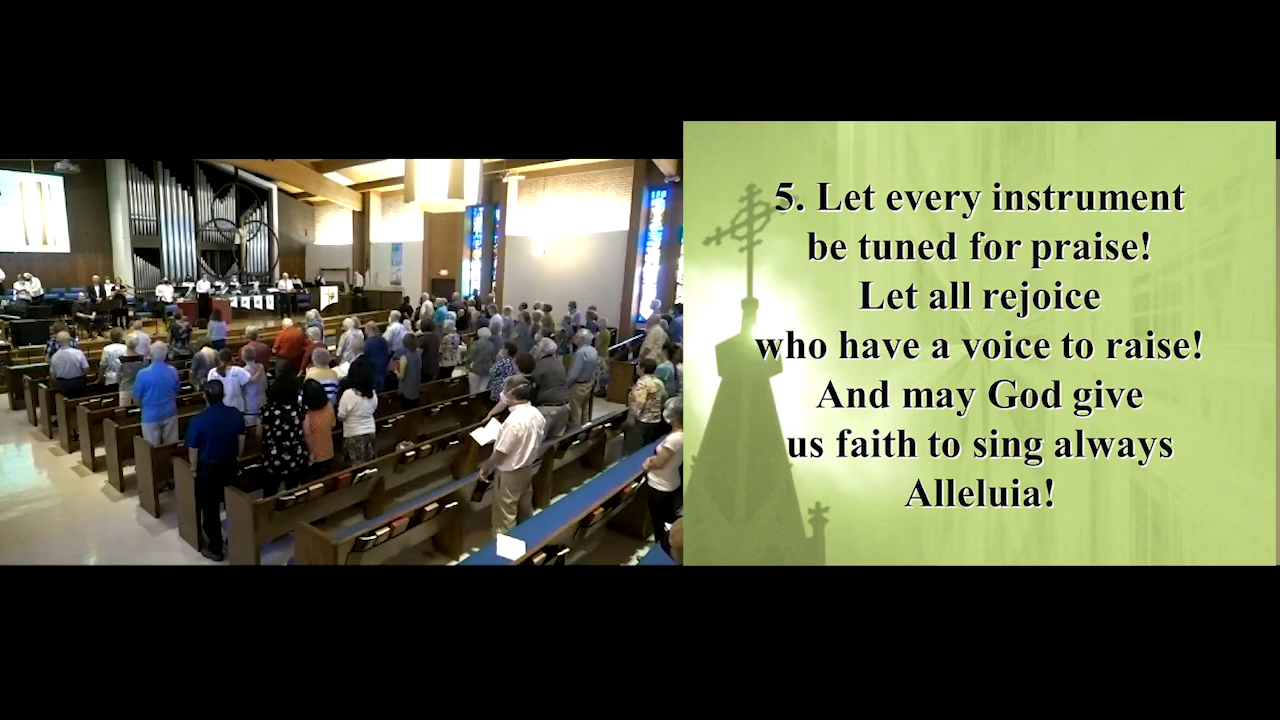 5. Let every instrument
be tuned for praise!
Let all rejoice
who have a voice to raise!
And may God give
us faith to sing always
Alleluia!